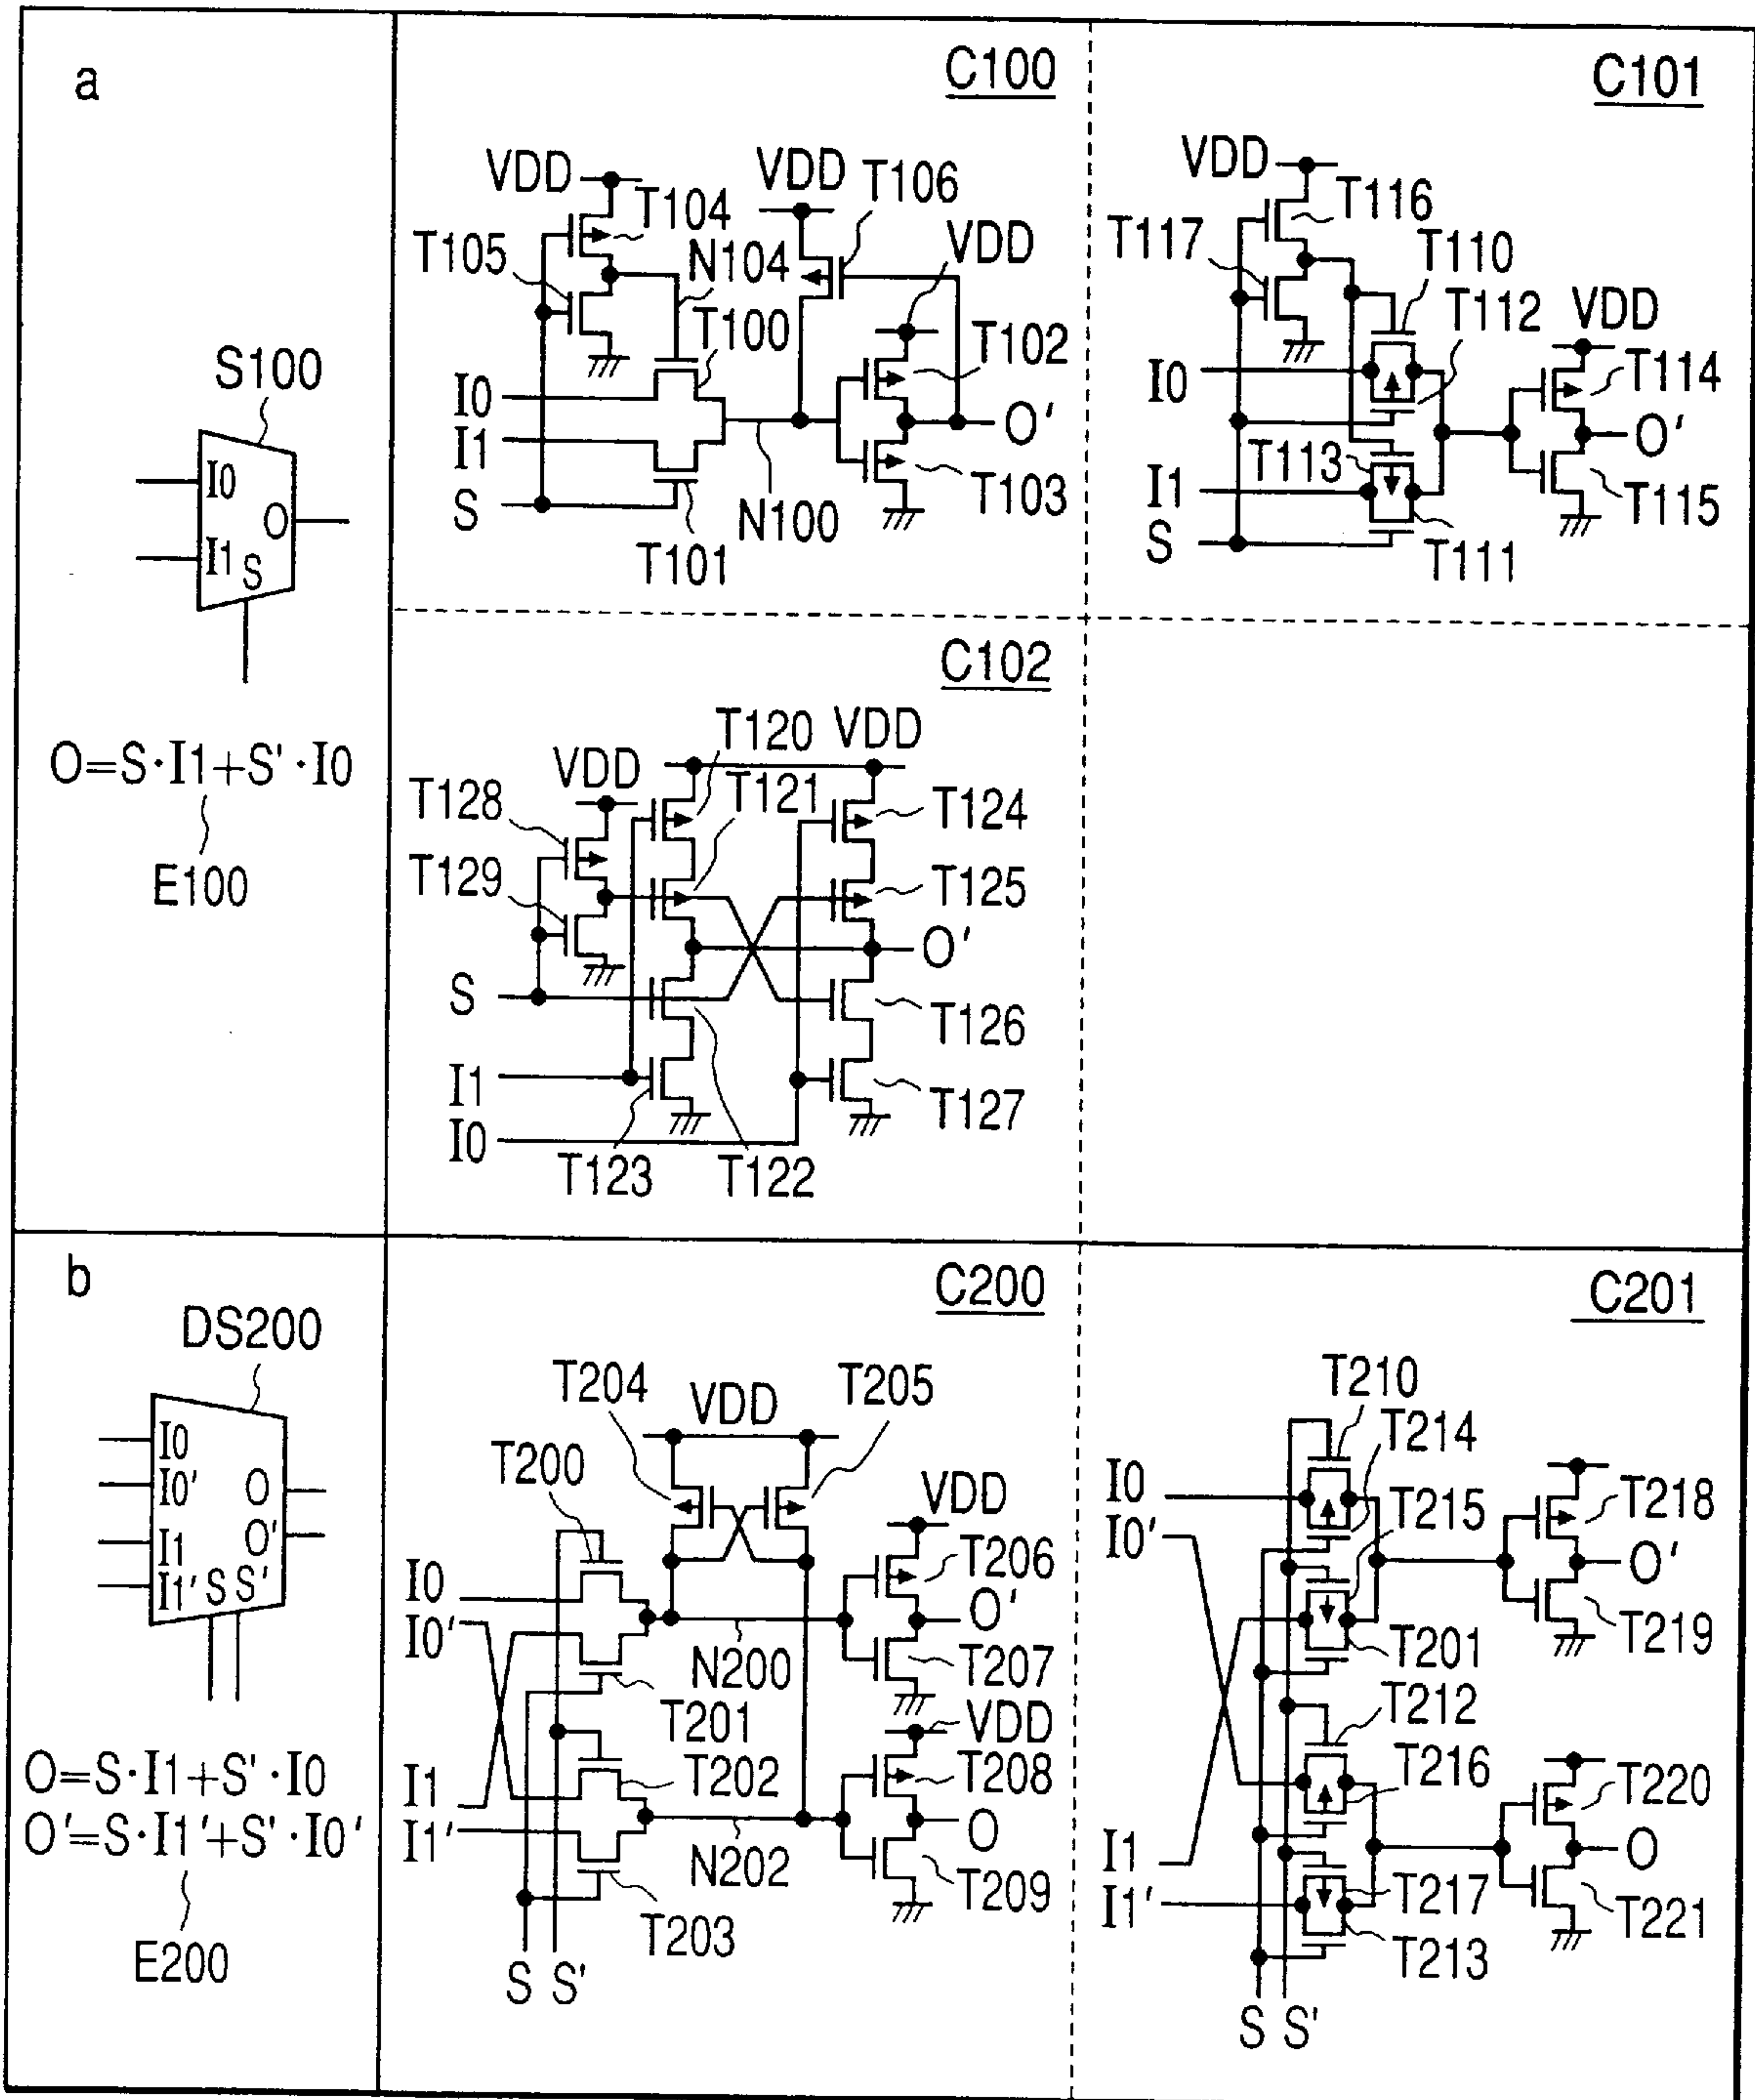 a
S100
I0
I1
S
O
O=S·I1+S'·I0
E100
C100
VDD
T104
T105
N104
T100
VDD
T106
VDD
T102
I0
I1
S
O'
T103
N100
T101
C101
VDD
T116
T117
T110
T112
VDD
I0
T114
T113
O'
I1
T115
S
T111
C102
T120
VDD
VDD
T128
T121
T124
T129
T125
O'
S
T126
I1
T127
I0
T123
T122
b
DS200
I0
I0'
I1
I1'
S
S'
O
O'
O=S·I1+S'·I0
O'=S·I1'+S'·I0'
E200
C200
T204
VDD
T205
T200
VDD
T206
I0
O'
I0'
N200
T207
T201
VDD
I1
T202
T208
I1'
O
N202
T209
T203
S
S'
C201
T210
T214
I0
T215
T218
I0'
O'
T201
T219
T212
T216
T220
I1
O
I1'
T217
T221
T213
S
S'